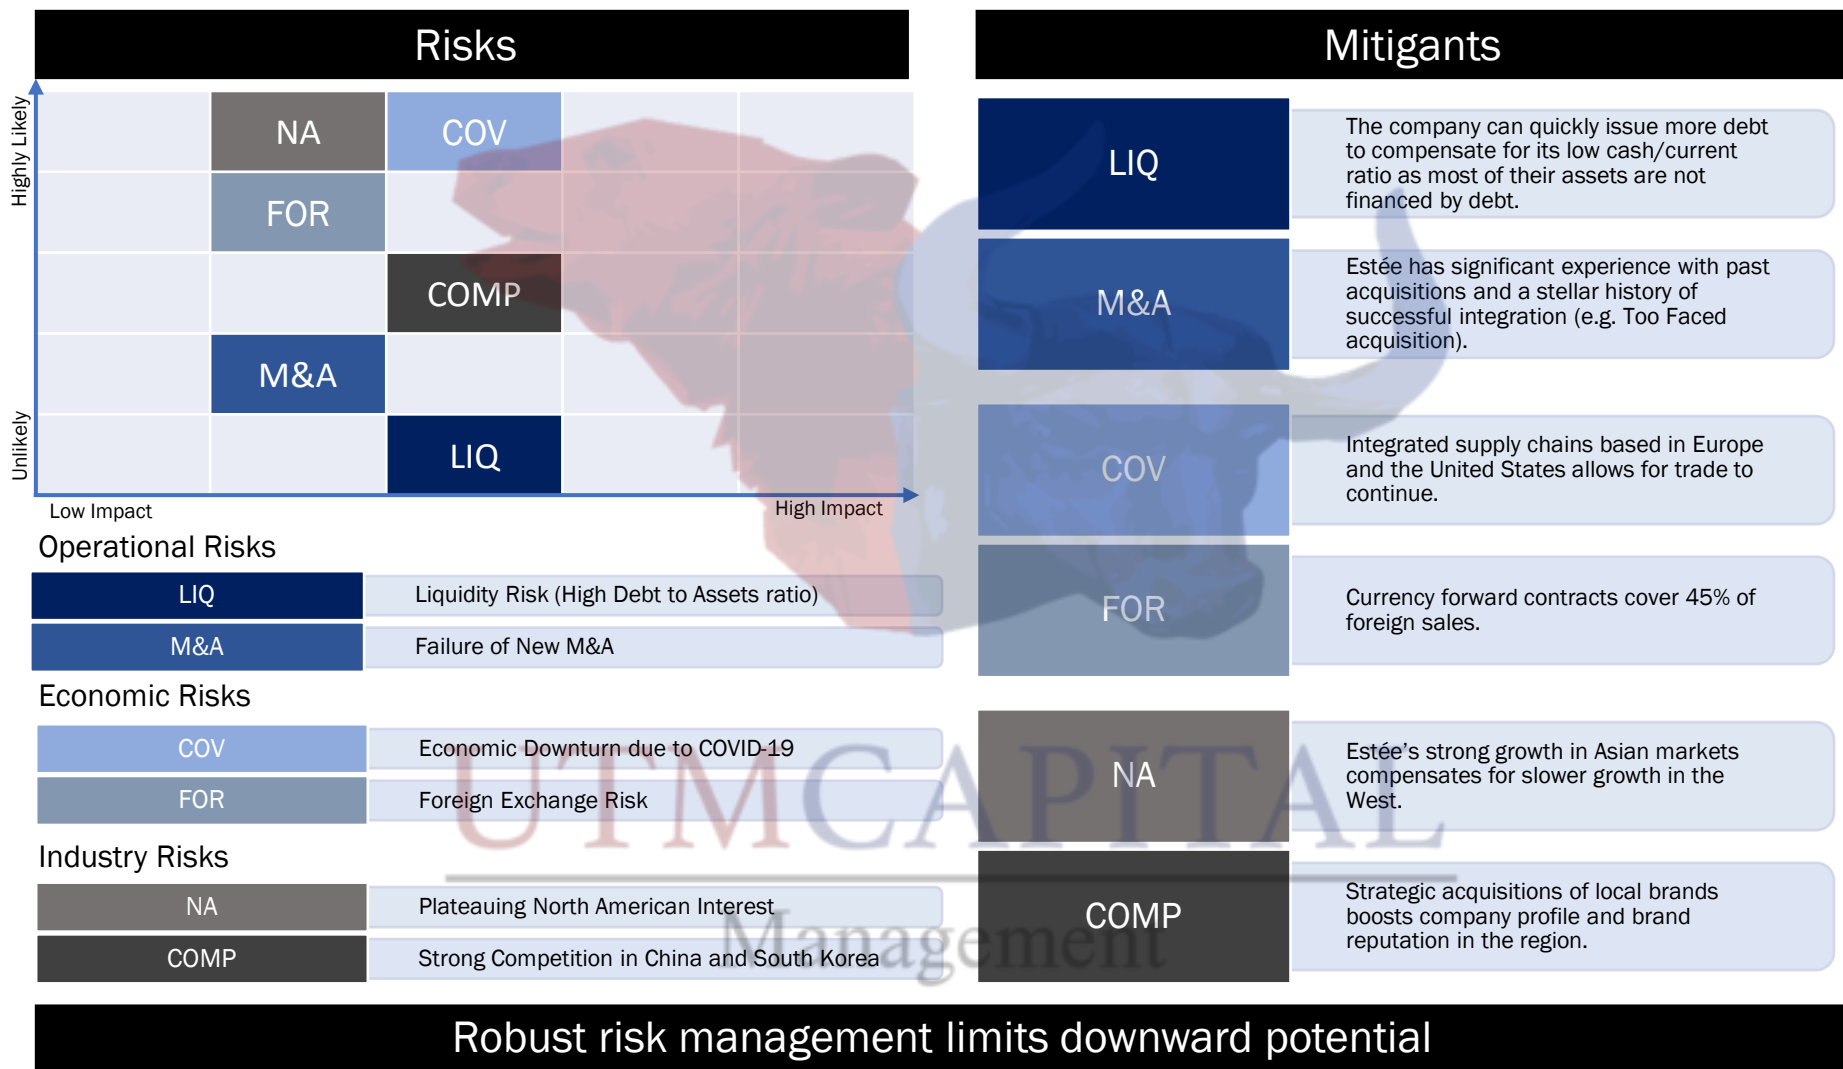 Risks
Highly Likely
Unlikely
NA
COV
FOR
COMP
M&A
LIQ
Low Impact
High Impact
Operational Risks
LIQ
Liquidity Risk (High Debt to Assets ratio)
M&A
Failure of New M&A
Economic Risks
COV
Economic Downturn due to COVID-19
FOR
Foreign Exchange Risk
Industry Risks
NA
Plateauing North American Interest
COMP
Strong Competition in China and South Korea
Mitigants
LIQ
The company can quickly issue more debt
to compensate for its low cash/current
ratio as most of their assets are not
financed by debt.
M&A
Estée has significant experience with past
acquisitions and a stellar history of
successful integration (e.g. Too Faced
acquisition).
COV
Integrated supply chains based in Europe
and the United States allows for trade to
continue.
FOR
Currency forward contracts cover 45% of
foreign sales.
NA
Estée’s strong growth in Asian markets
compensates for slower growth in the
West.
COMP
Strategic acquisitions of local brands
boosts company profile and brand
reputation in the region.
UTMCAPITAL
Management
Robust risk management limits downward potential